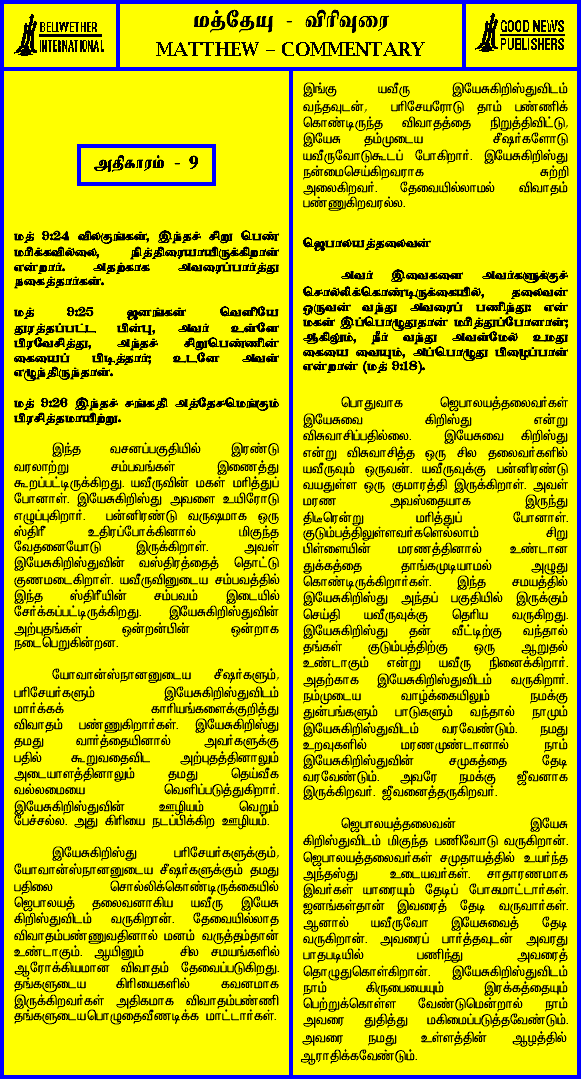 BELIWETHER
INTERNATIONAL
மத்தேயு - விரிவுரை
MATTHEW – COMMENTARY
GOOD NEWS
PUBLISHERS
அதிகாரம் - 9
மத் 9:24 விலகுங்கள், இந்தச் சிறு பெண்
மரிக்கவில்லை, நித்திரையாயிருக்கிறாள்
என்றார். அதற்காக அவரைப்பார்த்து
நகைத்தார்கள்.
மத் 9:25 ஜனங்கள் வெளியே
துரத்தப்பட்ட பின்பு, அவர் உள்ளே
பிரவேசித்து, அந்தச் சிறுபெண்ணின்
கையைப் பிடித்தார்; உடனே அவள்
எழுந்திருந்தாள்.
மத் 9:26 இந்தச் சங்கதி அத்தேசமெங்கும்
பிரசித்தமாயிற்று.
இந்த வசனப்பகுதியில் இரண்டு
வரலாற்று சம்பவங்கள் இணைத்து
கூறப்பட்டிருக்கிறது. யவீருவின் மகள் மரித்துப்
போனாள். இயேசுகிறிஸ்து அவளை உயிரோடு
எழுப்புகிறார். பன்னிரண்டு வருஷமாக ஒரு
ஸ்திரீ உதிரப்போக்கினால் மிகுந்த
வேதனையோடு இருக்கிறாள். அவள்
இயேசுகிறிஸ்துவின் வஸ்திரத்தைத் தொட்டு
குணமடைகிறாள். யவீருவினுடைய சம்பவத்தில்
இந்த ஸ்திரீயின் சம்பவம் இடையில்
சேர்க்கப்பட்டிருக்கிறது. இயேசுகிறிஸ்துவின்
அற்புதங்கள் ஒன்றன்பின் ஒன்றாக
நடைபெறுகின்றன.
யோவான்ஸ்நானனுடைய சீஷர்களும்,
பரிசேயர்களும் இயேசுகிறிஸ்துவிடம்
மார்க்கக் காரியங்களைக்குறித்து
விவாதம் பண்ணுகிறார்கள். இயேசுகிறிஸ்து
தமது வார்த்தையினால் அவர்களுக்கு
பதில் கூறுவதைவிட அற்புதத்தினாலும்
அடையாளத்தினாலும் தமது தெய்வீக
வல்லமையை வெளிப்படுத்துகிறார்.
இயேசுகிறிஸ்துவின் ஊழியம் வெறும்
பேச்சல்ல. அது கிரியை நடப்பிக்கிற ஊழியம்.
இயேசுகிறிஸ்து பரிசேயர்களுக்கும்,
யோவான்ஸ்நானனுடைய சீஷர்களுக்கும் தமது
பதிலை சொல்லிக்கொண்டிருக்கையில்
ஜெபாலயத் தலைவனாகிய யவீரு இயேசு
கிறிஸ்துவிடம் வருகிறான். தேவையில்லாத
விவாதம்பண்ணுவதினால் மனம் வருத்தம்தான்
உண்டாகும். ஆயினும் சில சமயங்களில்
ஆரோக்கியமான விவாதம் தேவைப்படுகிறது.
தங்களுடைய கிரியைகளில் கவனமாக
இருக்கிறவர்கள் அதிகமாக விவாதம்பண்ணி
தங்களுடையபொழுதைவீணடிக்க மாட்டார்கள்.
இங்கு யவீரு இயேசுகிறிஸ்துவிடம்
வந்தவுடன், பரிசேயரோடு தாம் பண்ணிக்
கொண்டிருந்த விவாதத்தை நிறுத்திவிட்டு,
இயேசு தம்முடைய சீஷர்களோடு
யவீருவோடுகூடப் போகிறார். இயேசுகிறிஸ்து
நன்மைசெய்கிறவராக சுற்றி
அலைகிறவர். தேவையில்லாமல் விவாதம்
பண்ணுகிறவரல்ல.
ஜெபாலயத்தலைவன்
அவர் இவைகளை அவர்களுக்குச்
சொல்லிக்கொண்டிருக்கையில், தலைவன்
ஒருவன் வந்து அவரைப் பணிந்து: என்
மகள் இப்பொழுதுதான் மரித்துப்போனாள்;
ஆகிலும், நீர் வந்து அவள்மேல் உமது
கையை வையும், அப்பொழுது பிழைப்பாள்
என்றான் (மத் 9:18).
பொதுவாக ஜெபாலயத்தலைவர்கள்
இயேசுவை கிறிஸ்து என்று
விசுவாசிப்பதில்லை. இயேசுவை கிறிஸ்து
என்று விசுவாசித்த ஒரு சில தலைவர்களில்
யவீருவும் ஒருவன். யவீருவுக்கு பன்னிரண்டு
வயதுள்ள ஒரு குமாரத்தி இருக்கிறாள். அவள்
மரண அவஸ்தையாக இருந்து
திடீரென்று மரித்துப் போனாள்.
குடும்பத்திலுள்ளவர்களெல்லாம் சிறு
பிள்ளையின் மரணத்தினால் உண்டான
துக்கத்தை தாங்கமுடியாமல் அழுது
கொண்டிருக்கிறார்கள். இந்த சமயத்தில்
இயேசுகிறிஸ்து அந்தப் பகுதியில் இருக்கும்
செய்தி யவீருவுக்கு தெரிய வருகிறது.
இயேசுகிறிஸ்து தன் வீட்டிற்கு வந்தால்
தங்கள் குடும்பத்திற்கு ஒரு ஆறுதல்
உண்டாகும் என்று யவீரு நினைக்கிறார்.
அதற்காக இயேசுகிறிஸ்துவிடம் வருகிறார்.
நம்முடைய வாழ்க்கையிலும் நமக்கு
துன்பங்களும் பாடுகளும் வந்தால் நாமும்
இயேசுகிறிஸ்துவிடம் வரவேண்டும். நமது
உறவுகளில் மரணமுண்டானால் நாம்
இயேசுகிறிஸ்துவின் சமுகத்தை தேடி
வரவேண்டும். அவரே நமக்கு ஜீவனாக
இருக்கிறவர். ஜீவனைத்தருகிறவர்.
ஜெபாலயத்தலைவன் இயேசு
கிறிஸ்துவிடம் மிகுந்த பணிவோடு வருகிறான்.
ஜெபாலயத்தலைவர்கள் சமுதாயத்தில் உயர்ந்த
அந்தஸ்து உடையவர்கள். சாதாரணமாக
இவர்கள் யாரையும் தேடிப் போகமாட்டார்கள்.
ஜனங்கள்தான் இவரைத் தேடி வருவார்கள்.
ஆனால் யவீருவோ இயேசுவைத் தேடி
வருகிறான். அவரைப் பார்த்தவுடன் அவரது
பாதபடியில் பணிந்து அவரைத்
தொழுதுகொள்கிறான். இயேசுகிறிஸ்துவிடம்
நாம் கிருபையையும் இரக்கத்தையும்
பெற்றுக்கொள்ள வேண்டுமென்றால் நாம்
அவரை துதித்து மகிமைப்படுத்தவேண்டும்.
அவரை நமது உள்ளத்தின் ஆழத்தில்
ஆராதிக்கவேண்டும்.